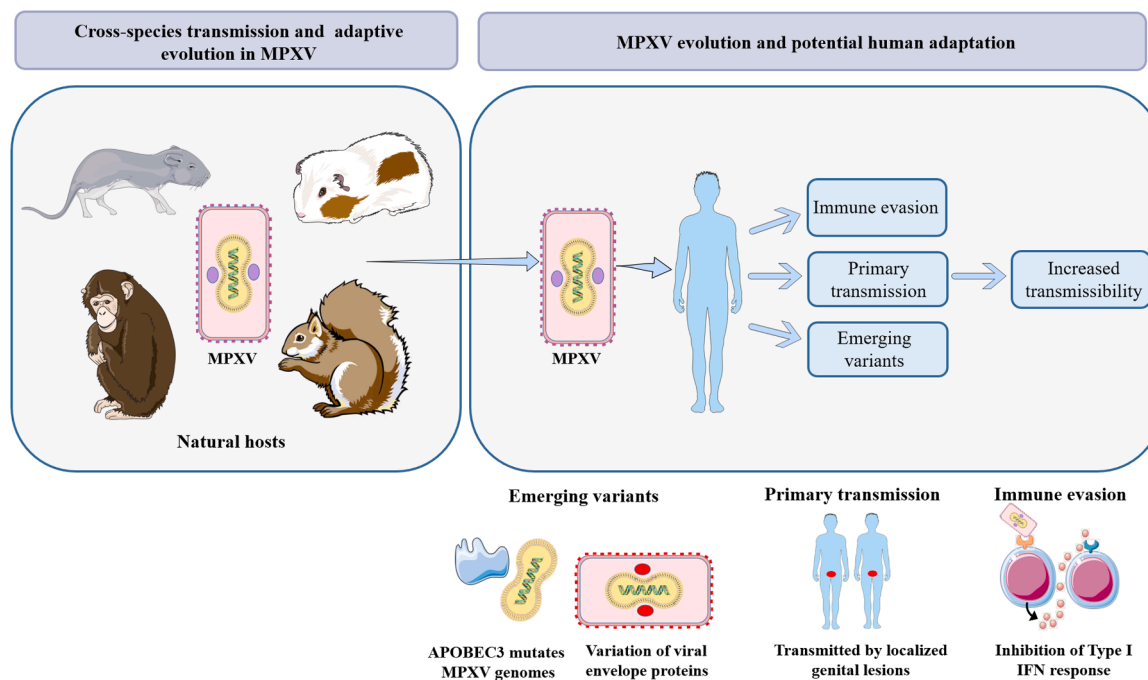 Cross-species transmission and adaptive
evolution in MPXV
MPXV evolution and potential human adaptation
MPXV
Natural hosts
MPXV
Immune evasion
Primary
transmission
Increased
transmissibility
Emerging
variants
Emerging variants
Primary transmission
Immune evasion
APOBEC3 mutates
MPXV genomes
Variation of viral
envelope proteins
Transmitted by localized
genital lesions
Inhibition of Type I
IFN response